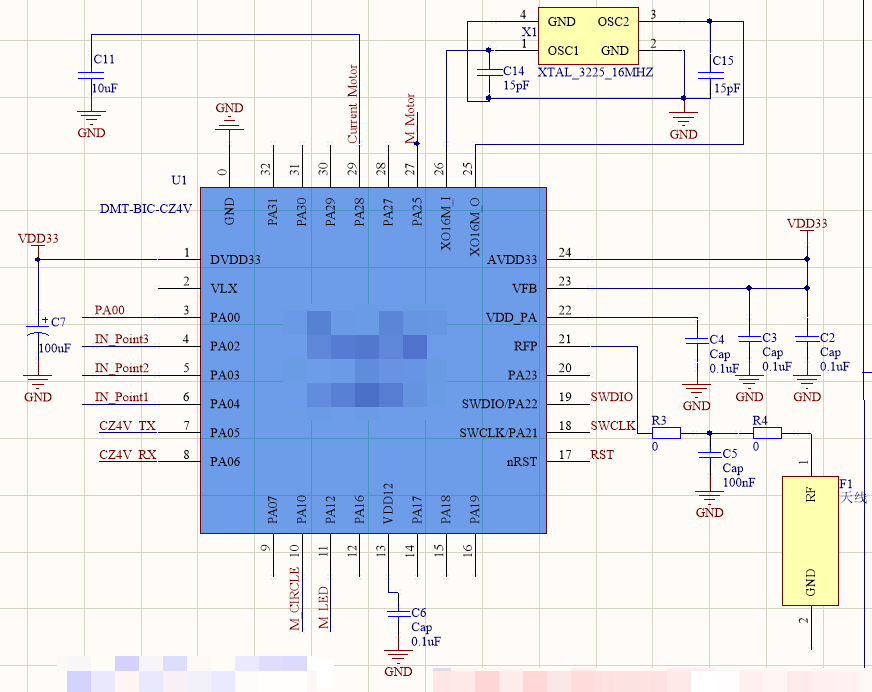 4 GND OSC2 3
X1
1 OSC1 GND 2
XTAL_3225_16MHZ
C11
10uF
GND
C14
15pF
C15
15pF
GND
GND
Current Motor
M Motor
U1
DMT-BIC-CZ4V
0 32 31 30 29 28 27 26 25
GND PA31 PA30 PA29 PA28 PA27 PA25 XO16M_I XO16M_O
VDD33
VDD33
1 DVDD33 AVDD33 24
2 VLX VFB 23
PA00 3 PA00 VDD_PA 22
IN_Point3 4 PA02 RFP 21
IN_Point2 5 PA03 PA23 20
IN_Point1 6 PA04 SWDIO/PA22 19 SWDIO
CZ4V_TX 7 PA05 SWCLK/PA21 18 SWCLK
CZ4V_RX 8 PA06 nRST 17 RST
+ C7
100uF
GND
C4
Cap
0.1uF
GND
C3
Cap
0.1uF
GND
C2
Cap
0.1uF
GND
R3
0
R4
0
C5
Cap
100nF
GND
F1
天线
1 RF
GND 2
PA07 PA10 PA12 PA16 VDD12 PA17 PA18 PA19
9 10 11 12 13 14 15 16
M CIRCLE
M LED
C6
Cap
0.1uF
GND